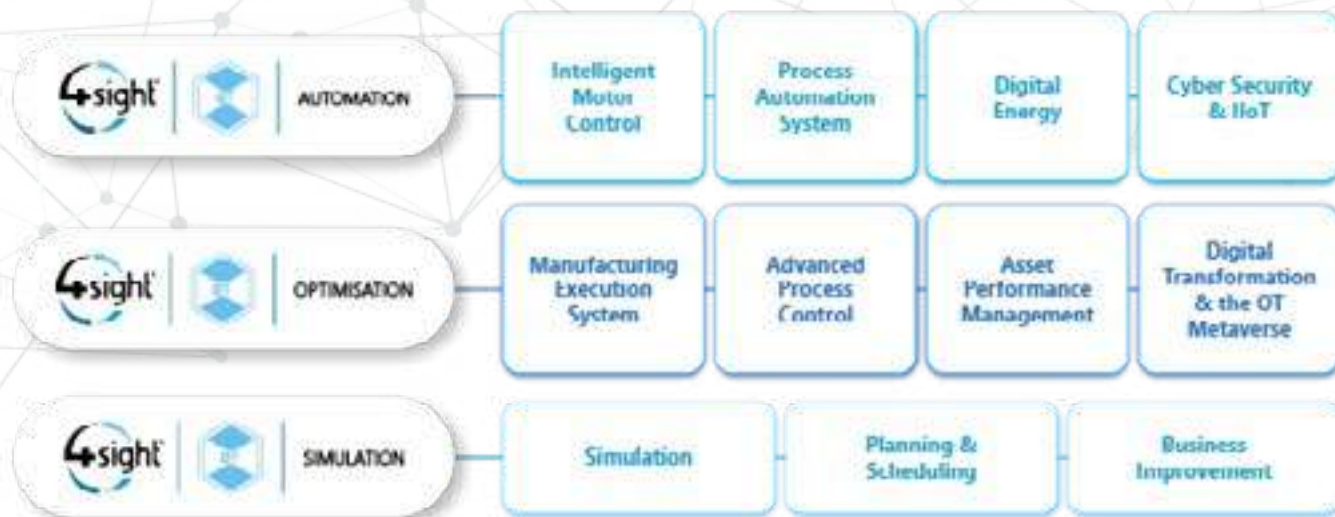 4sight AUTOMATION
Intelligent
Motor
Control
Process
Automation
System
Digital
Energy
Cyber Security
& IIoT
4sight OPTIMISATION
Manufacturing
Execution
System
Advanced
Process
Control
Asset
Performance
Management
Digital
Transformation
& the OT
Metaverse
4sight SIMULATION
Simulation
Planning &
Scheduling
Business
Improvement